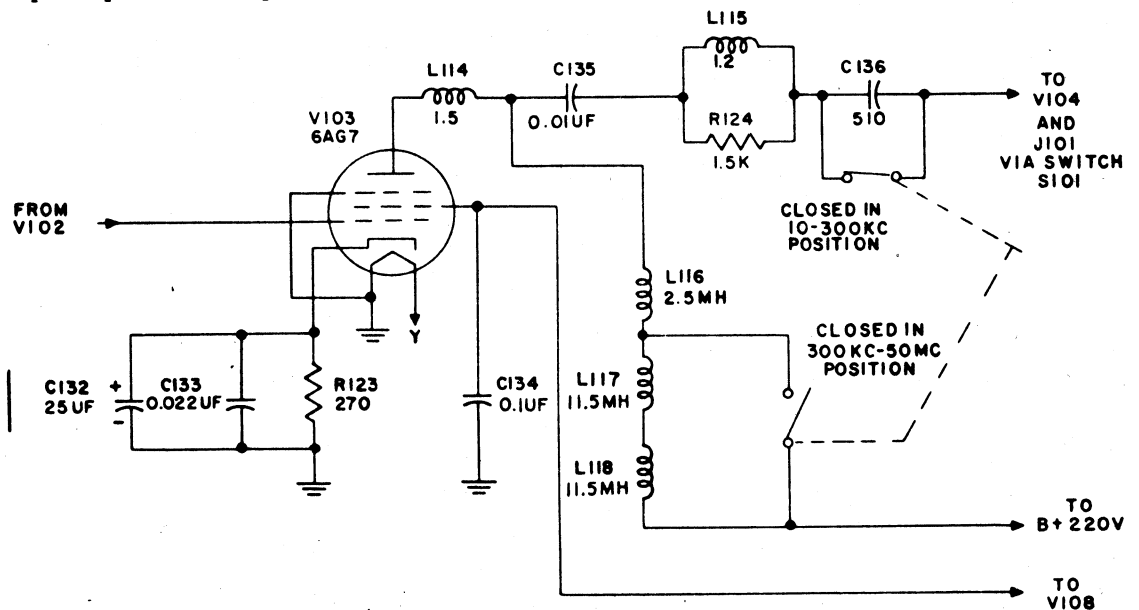 L115
1.2
L114
1.5
C135
0.01UF
C136
510
R124
1.5K
V103
6AG7
TO
V104
AND
J101
VIA SWITCH
S101
FROM
V102
CLOSED IN
10-300KC
POSITION
L116
2.5MH
Y
CLOSED IN
300KC-50MC
POSITION
C132
25UF
+
-
C133
0.022UF
R123
270
C134
0.1UF
L117
11.5MH
L118
11.5MH
TO
B+220V
TO
V108